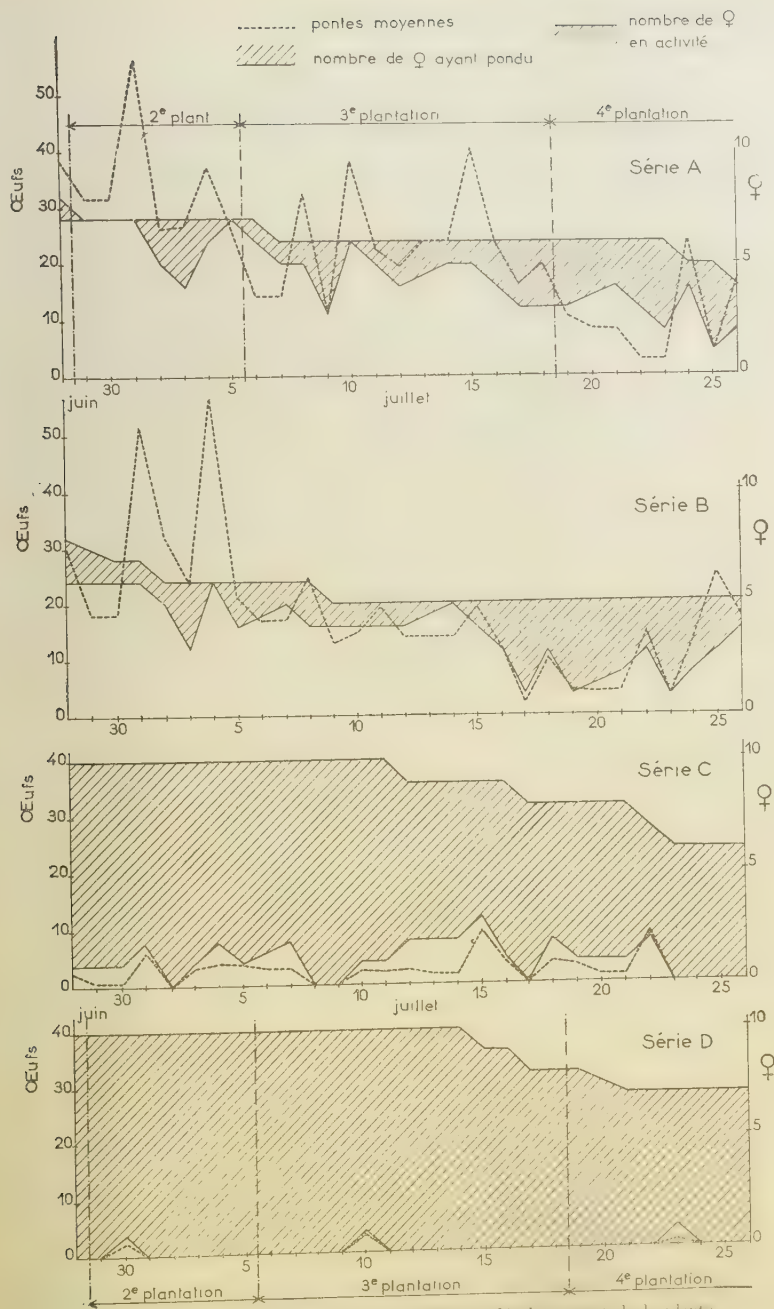 pontes moyennes
nombre de ♀ en activité
nombre de ♀ ayant pondu
2e plant
3e plantation
4e plantation
Série A
Œufs
50
40
30
20
10
0
10
5
0
♀
30
5
10
15
20
25
juin
juillet
Série B
Œufs
50
40
30
20
10
0
10
5
0
♀
30
5
10
15
20
25
Série C
Œufs
40
30
20
10
0
10
5
0
♀
30
5
10
15
20
25
juin
juillet
Série D
Œufs
40
30
20
10
0
10
5
0
♀
30
5
10
15
20
25
2e plantation
3e plantation
4e plantation